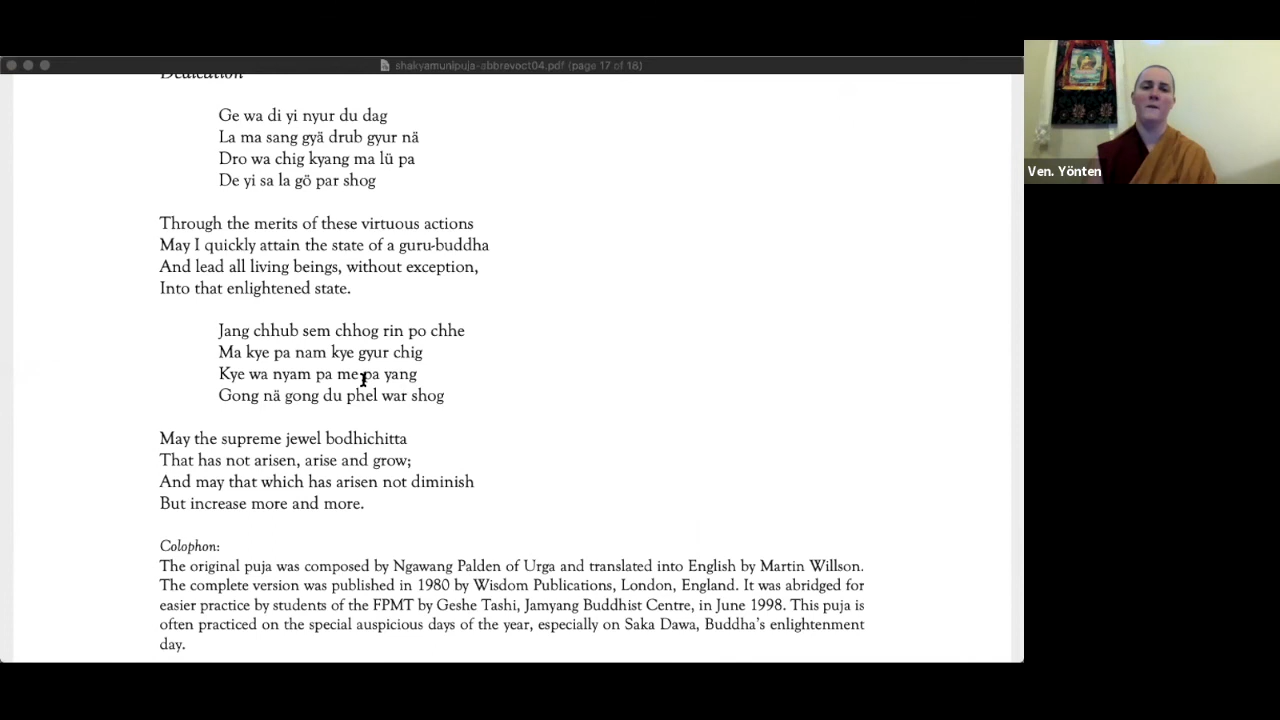 shakyamunipuja-abbrevoct04.pdf (page 17 of 18)
Dedication
Ge wa di yi nyur du dag
La ma sang gyä drub gyur nä
Dro wa chig kyang ma lü pa
De yi sa la gö par shog
Through the merits of these virtuous actions
May I quickly attain the state of a guru-buddha
And lead all living beings, without exception,
Into that enlightened state.
Jang chhub sem chhog rin po chhe
Ma kye pa nam kye gyur chig
Kye wa nyam pa me pa yang
Gong nä gong du phel war shog
May the supreme jewel bodhichitta
That has not arisen, arise and grow;
And may that which has arisen not diminish
But increase more and more.
Colophon:
The original puja was composed by Ngawang Palden of Urga and translated into English by Martin Willson.
The complete version was published in 1980 by Wisdom Publications, London, England. It was abridged for
easier practice by students of the FPMT by Geshe Tashi, Jamyang Buddhist Centre, in June 1998. This puja is
often practiced on the special auspicious days of the year, especially on Saka Dawa, Buddha's enlightenment
day.
Ven. Yönten